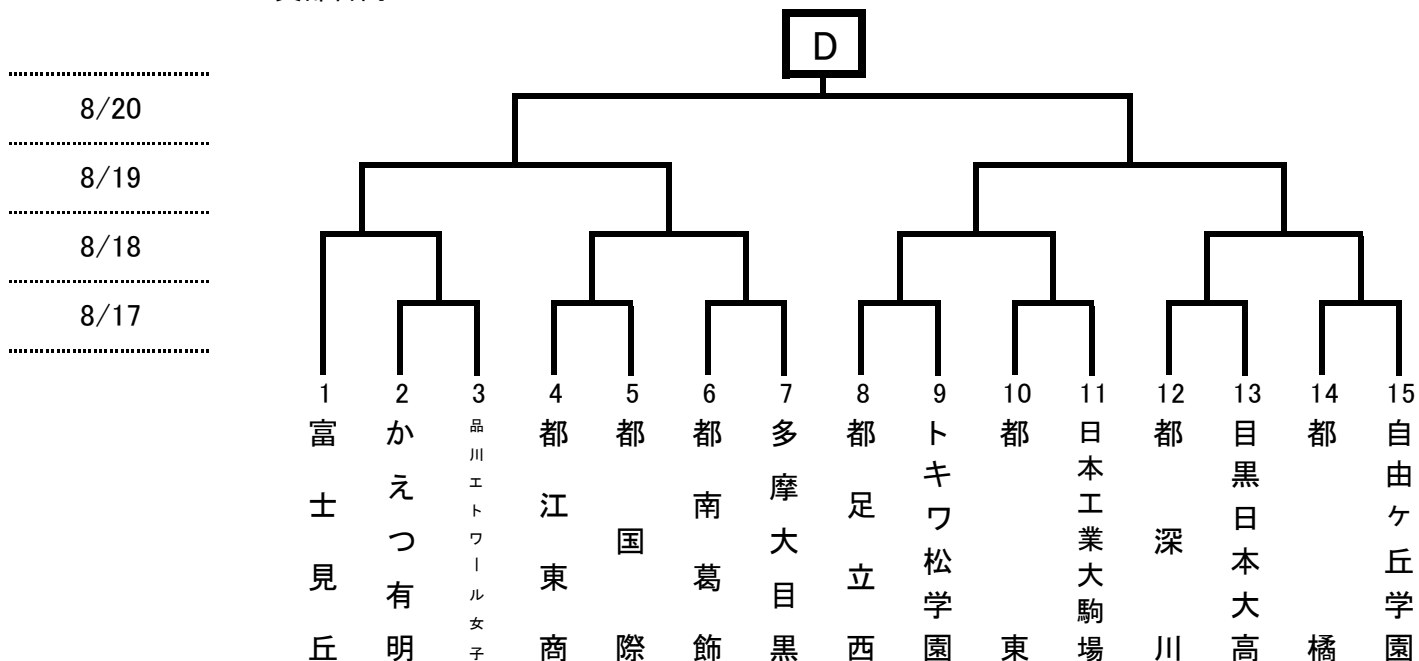 D
8/20
8/19
8/18
8/17
1 2 3 4 5 6 7 8 9 10 11 12 13 14 15
富士見丘
かえつ有明
品川エトワール女子
都江東商
都国際
都南葛飾
多摩大目黒
都足立西
トキワ松学園
都東
日本工業大駒場
都深川
目黒日本大高
都橘
自由ケ丘学園